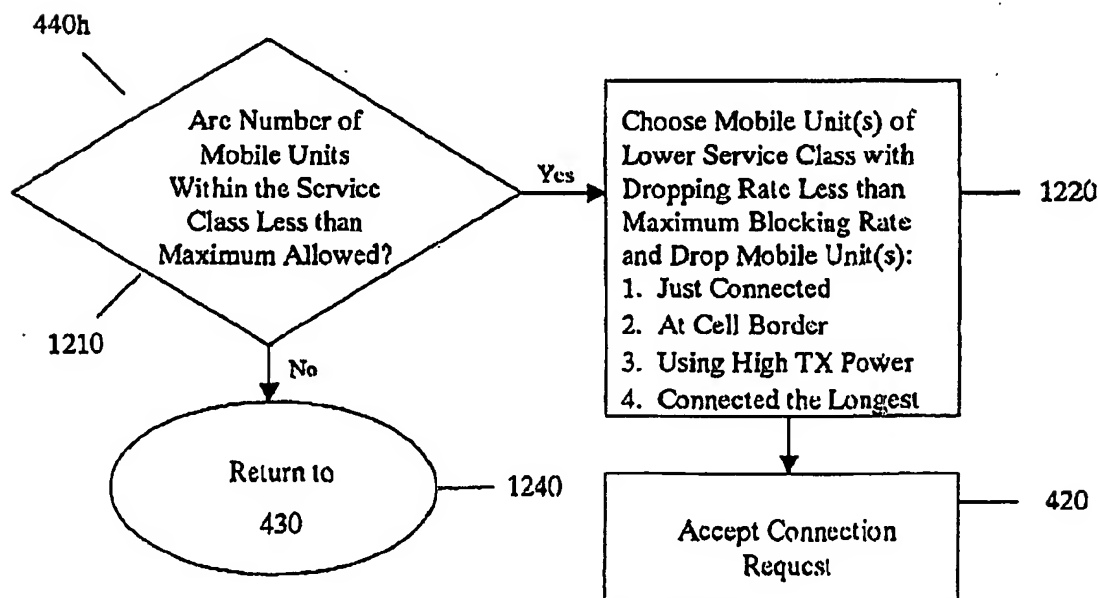 440h
Are Number of
Mobile Units
Within the Service
Class Less than
Maximum Allowed?
1210
Yes
No
Choose Mobile Unit(s) of
Lower Service Class with
Dropping Rate Less than
Maximum Blocking Rate
and Drop Mobile Unit(s):
1. Just Connected
2. At Cell Border
3. Using High TX Power
4. Connected the Longest
1220
Return to
430
1240
Accept Connection
Request
420